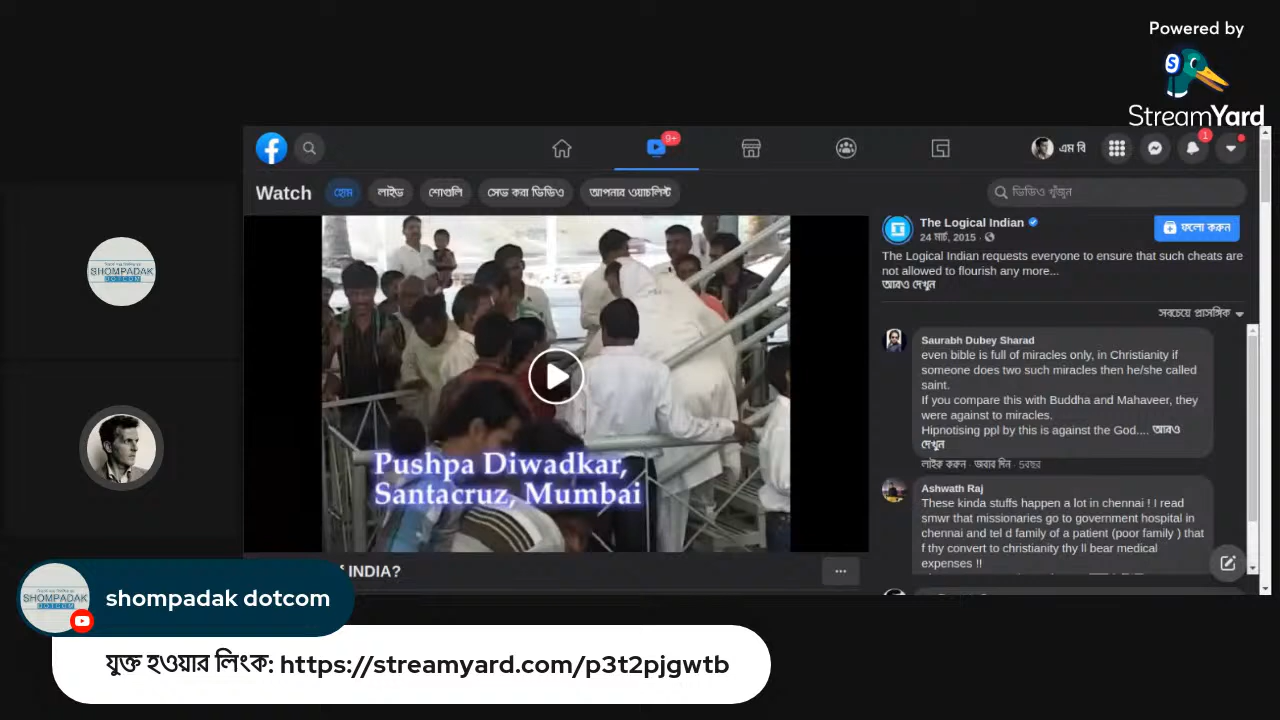 Powered by
StreamYard
9+
1
এম বি
Watch
হোম
লাইভ
শোগুলি
সেভ করা ভিডিও
আপনার ওয়াচলিস্ট
ভিডিও খুঁজুন
The Logical Indian
24 মার্চ, 2015
ফলো করুন
The Logical Indian requests everyone to ensure that such cheats are
not allowed to flourish any more...
আরও দেখুন
সবচেয়ে প্রাসঙ্গিক
Saurabh Dubey Sharad
even bible is full of miracles only, in Christianity if
someone does two such miracles then he/she called
saint.
If you compare this with Buddha and Mahaveer, they
were against to miracles.
Hipnotising ppl by this is against the God.... আরও
দেখুন
লাইক করুন · জবাব দিন · 5বছর
Ashwath Raj
These kinda stuffs happen a lot in chennai ! I read
smwr that missionaries go to government hospital in
chennai and tel d family of a patient (poor family ) that
f thy convert to christianity thy ll bear medical
expenses !!
Pushpa Diwadkar,
Santacruz, Mumbai
INDIA?
SHOMPADAK
DOTCOM
SHOMPADAK
DOTCOM
shompadak dotcom
যুক্ত হওয়ার লিংক: https://streamyard.com/p3t2pjgwtb